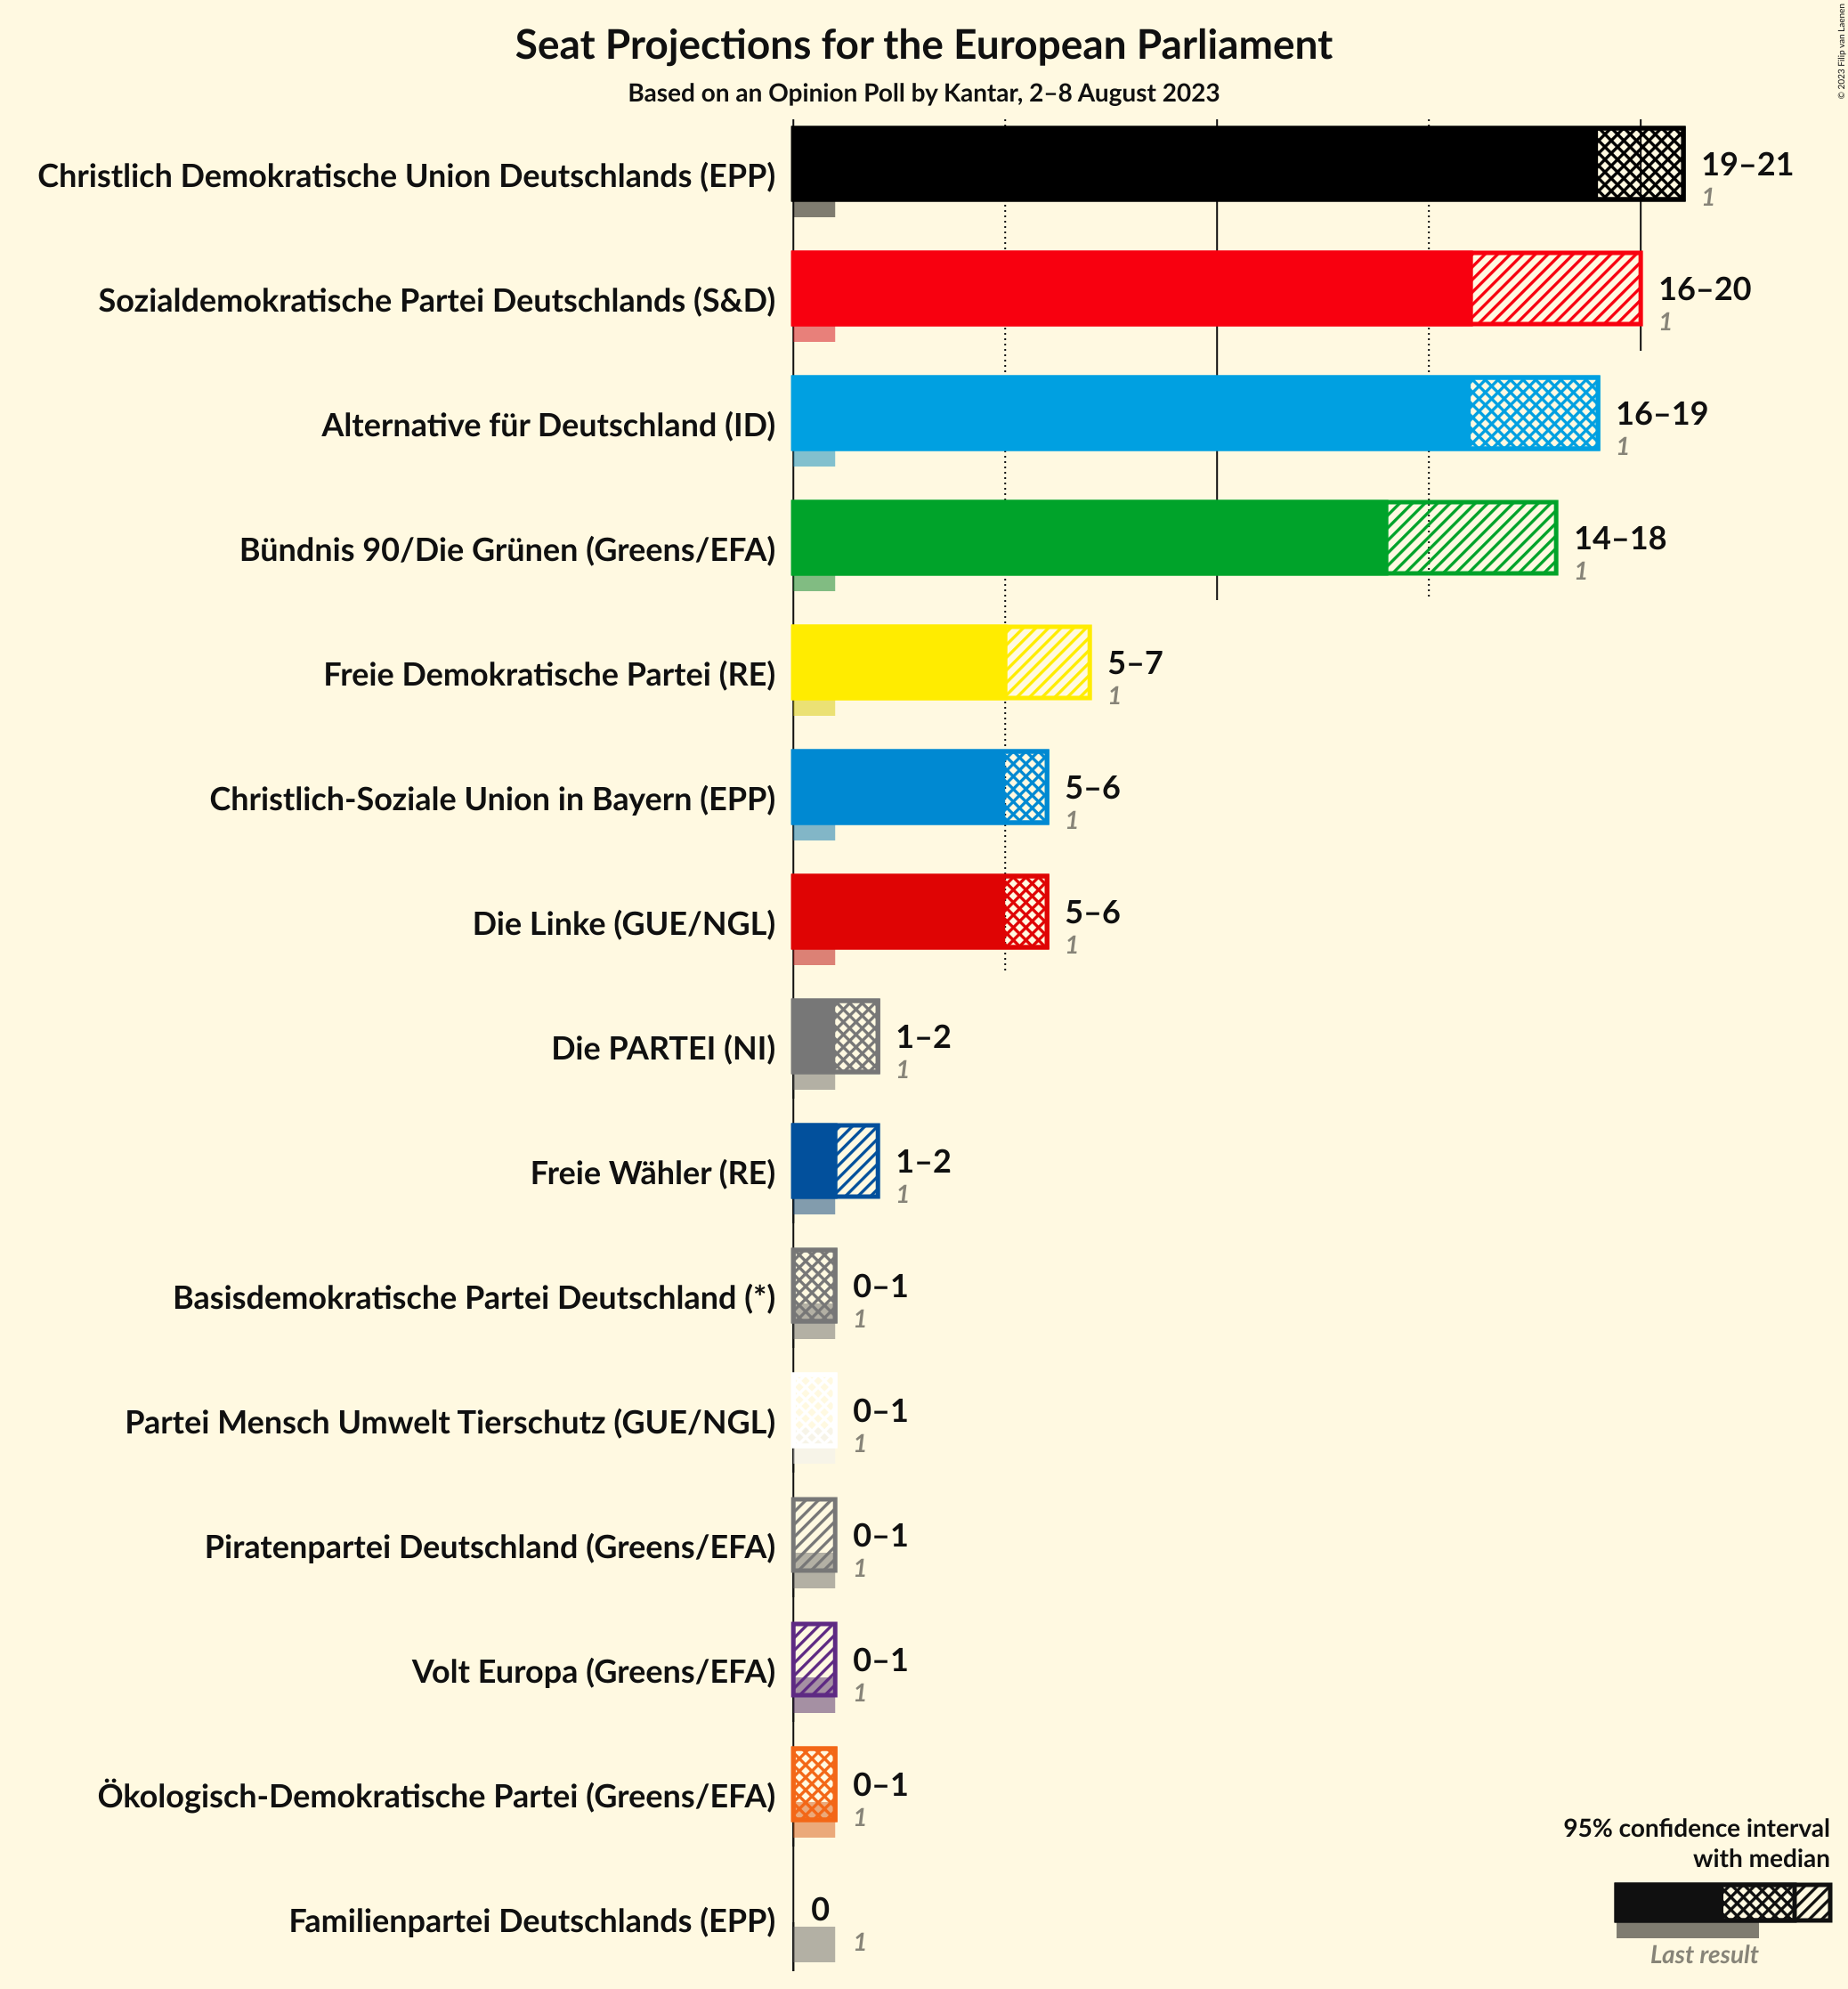 Seat Projections for the European Parliament
Based on an Opinion Poll by Kantar, 2–8 August 2023
© 2023 Filip van Laenen
Christlich Demokratische Union Deutschlands (EPP)
19–21
1
Sozialdemokratische Partei Deutschlands (S&D)
16–20
1
Alternative für Deutschland (ID)
16–19
1
Bündnis 90/Die Grünen (Greens/EFA)
14–18
1
Freie Demokratische Partei (RE)
5–7
1
Christlich-Soziale Union in Bayern (EPP)
5–6
1
Die Linke (GUE/NGL)
5–6
1
Die PARTEI (NI)
1–2
1
Freie Wähler (RE)
1–2
1
Basisdemokratische Partei Deutschland (*)
0–1
1
Partei Mensch Umwelt Tierschutz (GUE/NGL)
0–1
1
Piratenpartei Deutschland (Greens/EFA)
0–1
1
Volt Europa (Greens/EFA)
0–1
1
Ökologisch-Demokratische Partei (Greens/EFA)
0–1
1
Familienpartei Deutschlands (EPP)
0
1
95% confidence interval
with median
Last result